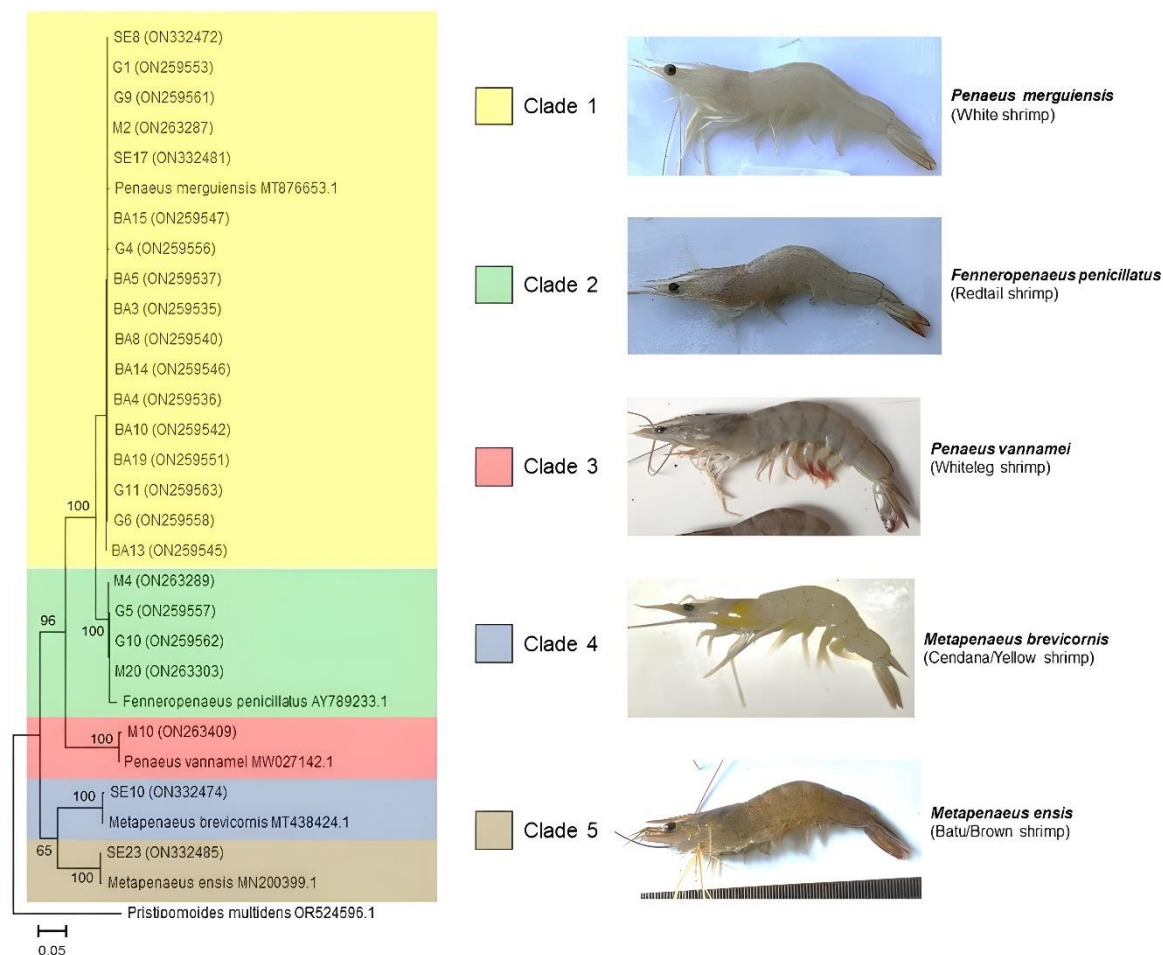 SE8 (ON332472)
G1 (ON259553)
G9 (ON259561)
M2 (ON263287)
SE17 (ON332481)
Penaeus merguiensis MT876653.1
BA15 (ON259547)
G4 (ON259556)
BA5 (ON259537)
BA3 (ON259535)
BA8 (ON259540)
BA14 (ON259546)
BA4 (ON259536)
BA10 (ON259542)
BA19 (ON259551)
G11 (ON259563)
G6 (ON259558)
BA13 (ON259545)
100
M4 (ON263289)
G5 (ON259557)
G10 (ON259562)
M20 (ON263303)
Fenneropenaeus penicillatus AY789233.1
100
96
M10 (ON263409)
Penaeus vannamel MW027142.1
100
SE10 (ON332474)
Metapenaeus brevicornis MT438424.1
100
65
SE23 (ON332485)
Metapenaeus ensis MN200399.1
100
Pristipomoides multidens OR524596.1
0.05
Clade 1
Clade 2
Clade 3
Clade 4
Clade 5
Penaeus merguiensis
(White shrimp)
Fenneropenaeus penicillatus
(Redtail shrimp)
Penaeus vannamei
(Whiteleg shrimp)
Metapenaeus brevicornis
(Cendana/Yellow shrimp)
Metapenaeus ensis
(Batu/Brown shrimp)